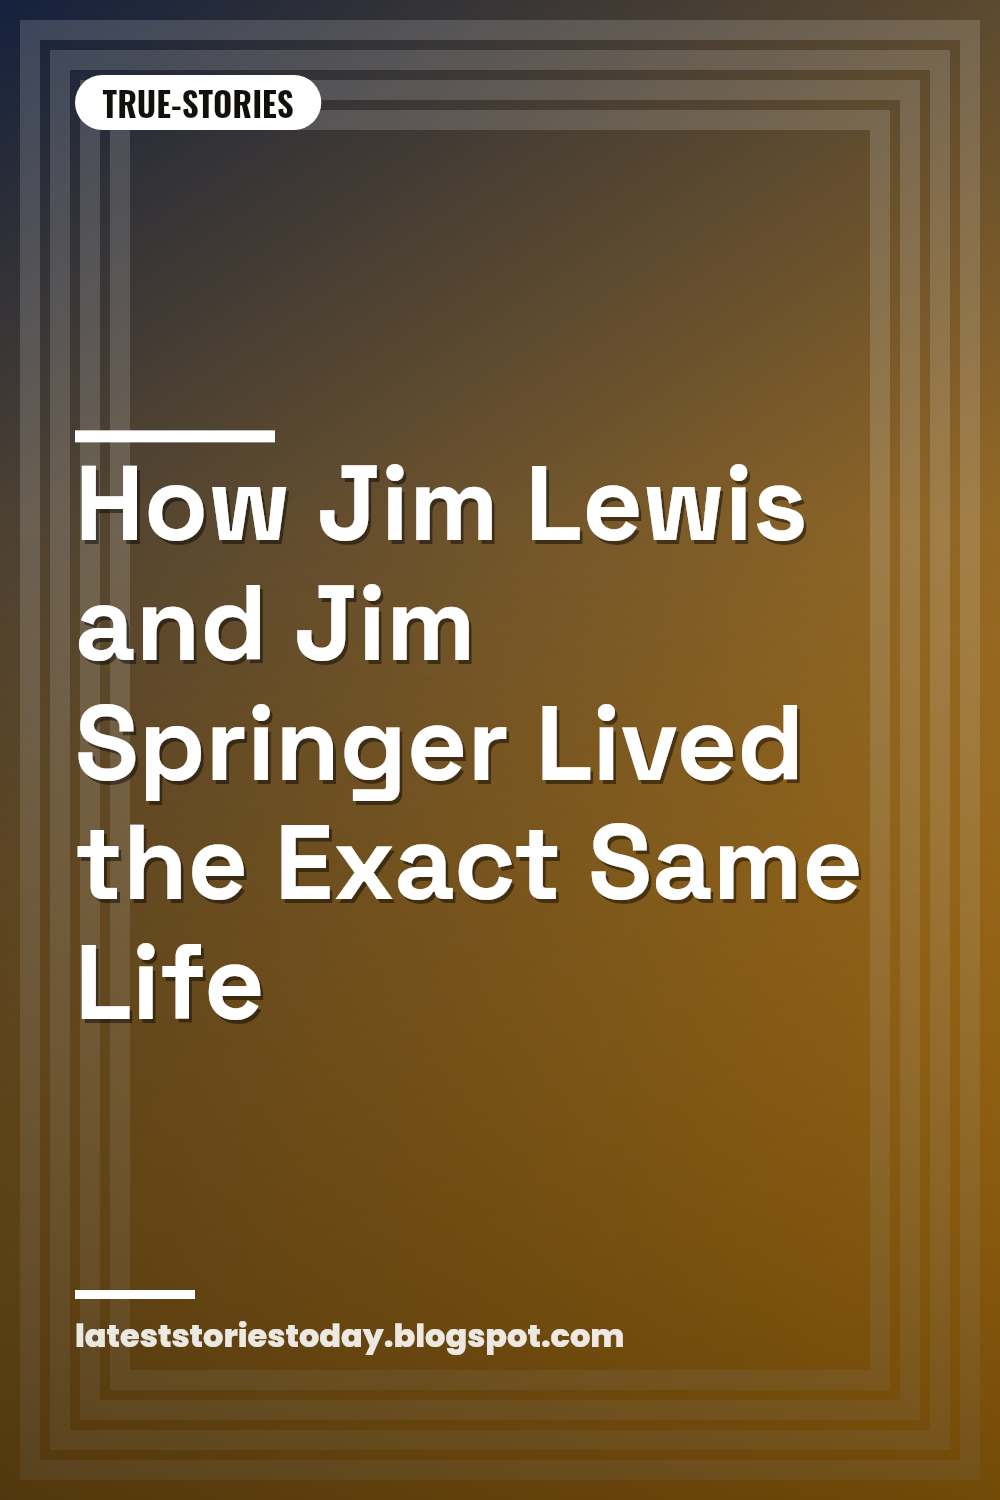 TRUE-STORIES
How Jim Lewis
and Jim
Springer Lived
the Exact Same
Life
lateststoriestoday.blogspot.com